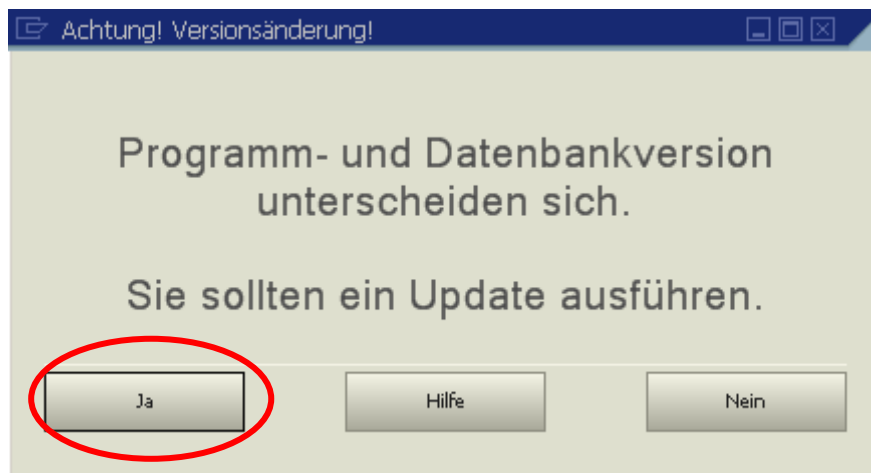 Achtung! Versionsänderung!
Programm- und Datenbankversion
unterscheiden sich.
Sie sollten ein Update ausführen.
Ja
Hilfe
Nein